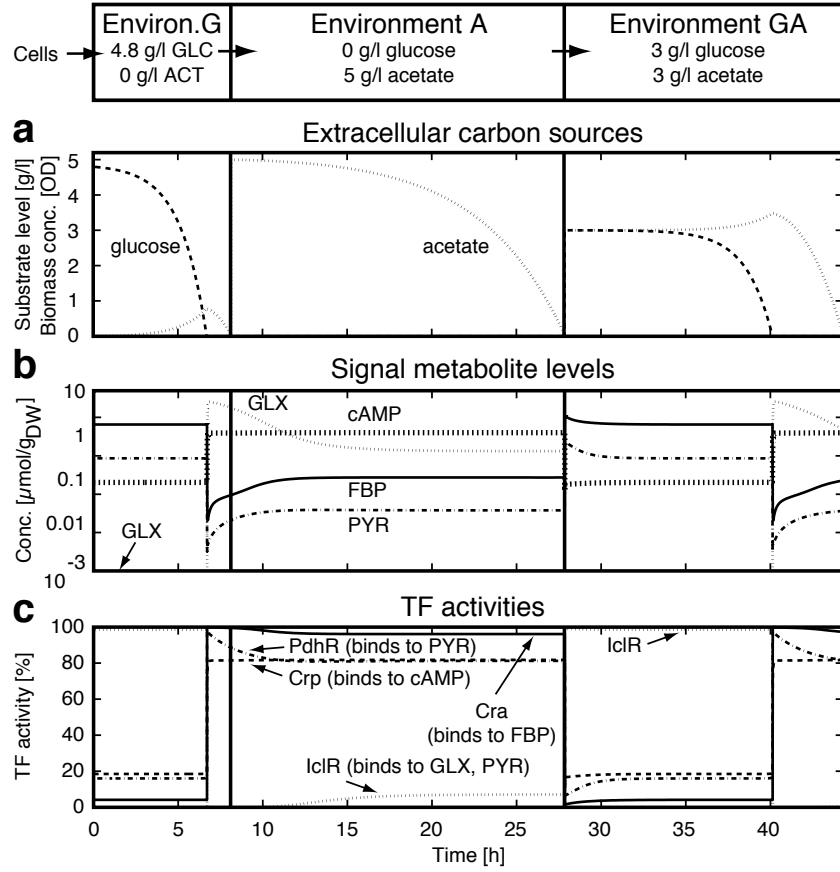 Environ.G Environment A Environment GA
Cells 4.8 g/l GLC 0 g/l glucose 3 g/l glucose
0 g/l ACT 5 g/l acetate 3 g/l acetate
a Extracellular carbon sources
Substrate level [g/l]
Biomass conc. [OD]
5
4
3
2
1
0
glucose
acetate
b Signal metabolite levels
Conc. [µmol/gDW]
10
1
0.1
0.01
10-3
GLX
cAMP
FBP
PYR
GLX
c TF activities
TF activity [%]
100
80
60
40
20
0
PdhR (binds to PYR)
Crp (binds to cAMP)
Cra
(binds to FBP)
IclR
IclR (binds to GLX, PYR)
0 5 10 15 20 25 30 35 40
Time [h]